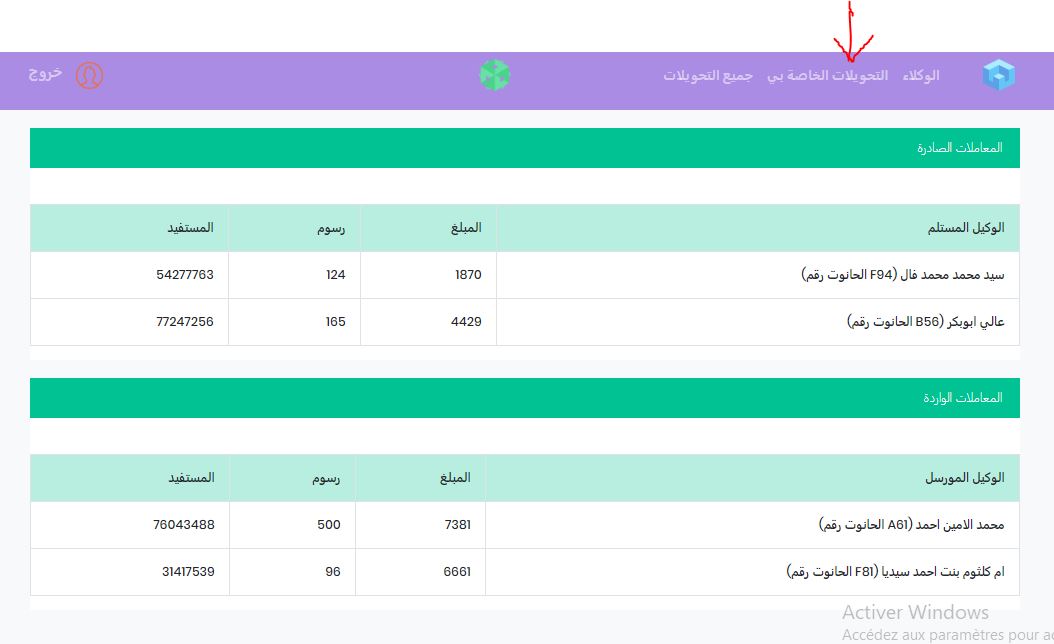 الوكلاء التحويلات الخاصة بي جميع التحويلات خروج
المعاملات الصادرة
الوكيل المستلم المبلغ رسوم المستفيد
سيد محمد محمد فال (F94 الحانوت رقم) 1870 124 54277763
عالي ابوبكر (B56 الحانوت رقم) 4429 165 77247256
المعاملات الواردة
الوكيل المورسل المبلغ رسوم المستفيد
محمد الامين احمد (A61 الحانوت رقم) 7381 500 76043488
ام كلثوم بنت احمد سيديا (F81 الحانوت رقم) 6661 96 31417539
Activer Windows
Accédez aux paramètres pour ac